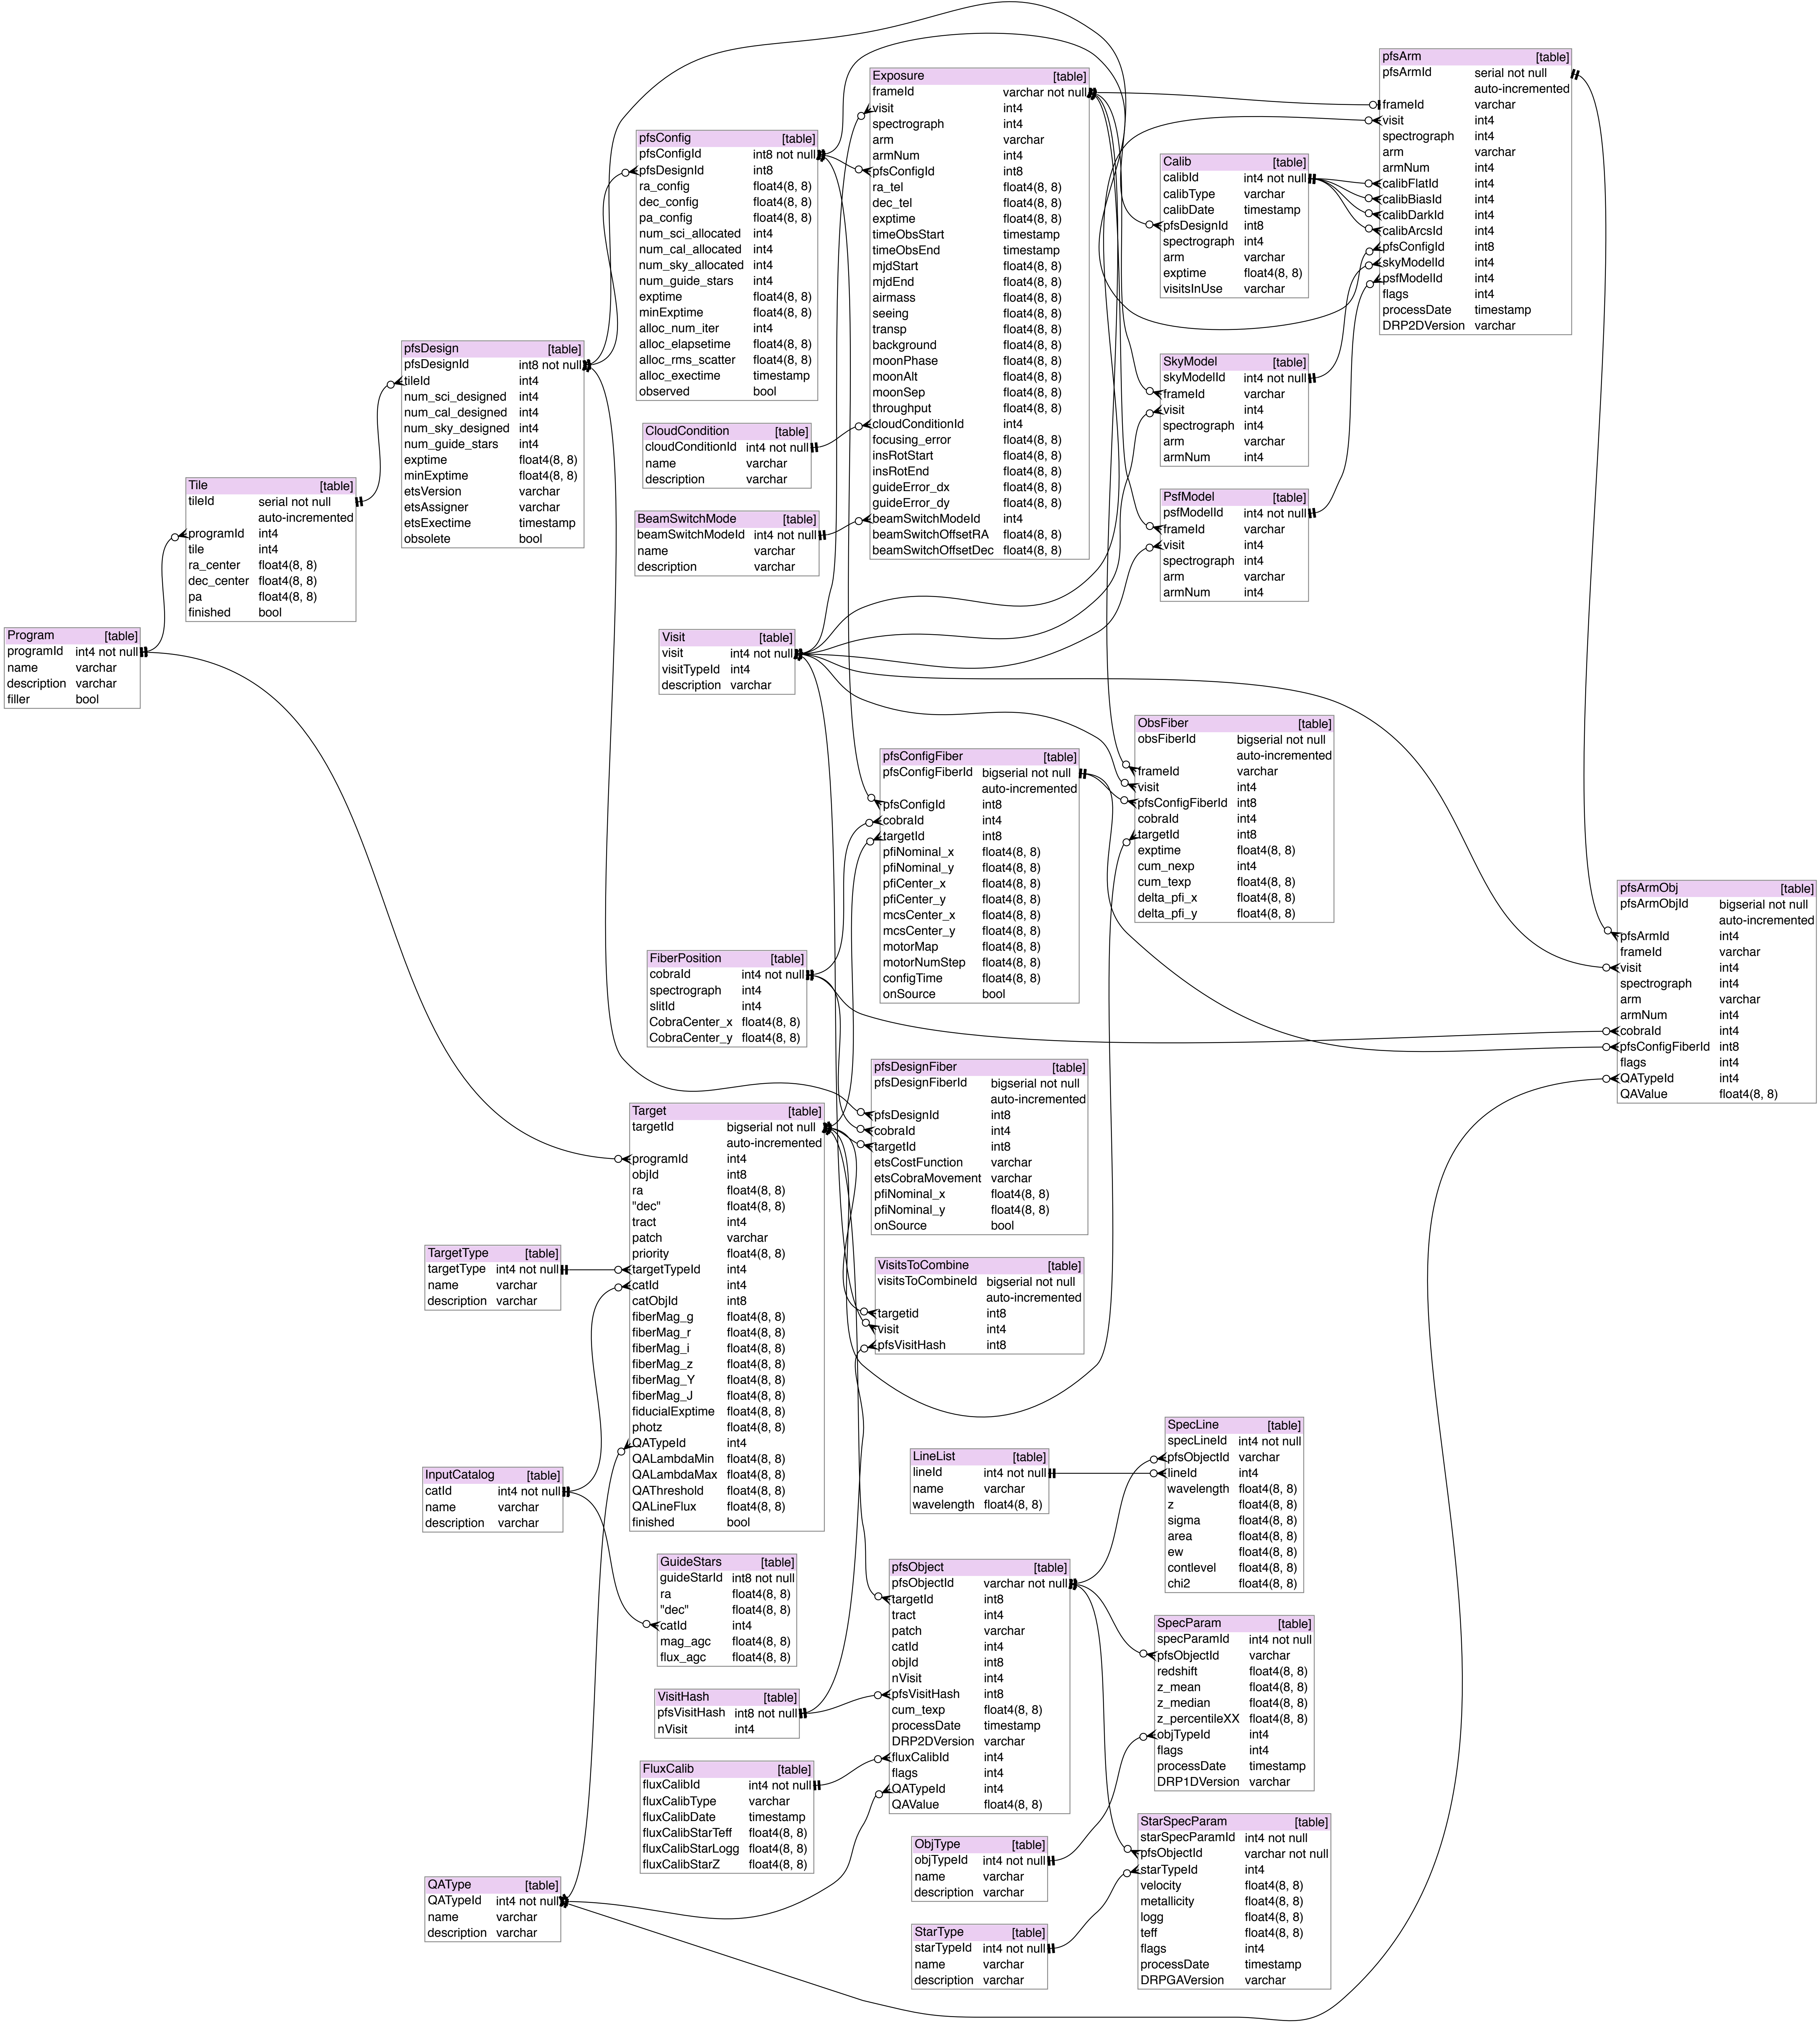 Program [table]
programId int4 not null
name varchar
description varchar
filler bool
Tile [table]
tileId serial not null
auto-incremented
programId int4
tile int4
ra_center float4(8, 8)
dec_center float4(8, 8)
pa float4(8, 8)
finished bool
pfsDesign [table]
pfsDesignId int8 not null
tileId int4
num_sci_designed int4
num_cal_designed int4
num_sky_designed int4
num_guide_stars int4
exptime float4(8, 8)
minExptime float4(8, 8)
etsVersion varchar
etsAssigner varchar
etsExectime timestamp
obsolete bool
TargetType [table]
targetType int4 not null
name varchar
description varchar
InputCatalog [table]
catId int4 not null
name varchar
description varchar
QAType [table]
QATypeId int4 not null
name varchar
description varchar
pfsConfig [table]
pfsConfigId int8 not null
pfsDesignId int8
ra_config float4(8, 8)
dec_config float4(8, 8)
pa_config float4(8, 8)
num_sci_allocated int4
num_cal_allocated int4
num_sky_allocated int4
num_guide_stars int4
exptime float4(8, 8)
minExptime float4(8, 8)
alloc_num_iter int4
alloc_elapsetime float4(8, 8)
alloc_rms_scatter float4(8, 8)
alloc_exectime timestamp
observed bool
CloudCondition [table]
cloudConditionId int4 not null
name varchar
description varchar
BeamSwitchMode [table]
beamSwitchModeId int4 not null
name varchar
description varchar
Visit [table]
visit int4 not null
visitTypeId int4
description varchar
FiberPosition [table]
cobraId int4 not null
spectrograph int4
slitId int4
CobraCenter_x float4(8, 8)
CobraCenter_y float4(8, 8)
Target [table]
targetId bigserial not null
auto-incremented
programId int4
objId int8
ra float4(8, 8)
"dec" float4(8, 8)
tract int4
patch varchar
priority float4(8, 8)
targetTypeId int4
catId int4
catObjId int8
fiberMag_g float4(8, 8)
fiberMag_r float4(8, 8)
fiberMag_i float4(8, 8)
fiberMag_z float4(8, 8)
fiberMag_Y float4(8, 8)
fiberMag_J float4(8, 8)
fiducialExptime float4(8, 8)
photz float4(8, 8)
QATypeId int4
QALambdaMin float4(8, 8)
QALambdaMax float4(8, 8)
QAThreshold float4(8, 8)
QALineFlux float4(8, 8)
finished bool
GuideStars [table]
guideStarId int8 not null
ra float4(8, 8)
"dec" float4(8, 8)
catId int4
mag_agc float4(8, 8)
flux_agc float4(8, 8)
VisitHash [table]
pfsVisitHash int8 not null
nVisit int4
FluxCalib [table]
fluxCalibId int4 not null
fluxCalibType varchar
fluxCalibDate timestamp
fluxCalibStarTeff float4(8, 8)
fluxCalibStarLogg float4(8, 8)
fluxCalibStarZ float4(8, 8)
Exposure [table]
frameId varchar not null
visit int4
spectrograph int4
arm varchar
armNum int4
pfsConfigId int8
ra_tel float4(8, 8)
dec_tel float4(8, 8)
exptime float4(8, 8)
timeObsStart timestamp
timeObsEnd timestamp
mjdStart float4(8, 8)
mjdEnd float4(8, 8)
airmass float4(8, 8)
seeing float4(8, 8)
transp float4(8, 8)
background float4(8, 8)
moonPhase float4(8, 8)
moonAlt float4(8, 8)
moonSep float4(8, 8)
throughput float4(8, 8)
cloudConditionId int4
focusing_error float4(8, 8)
insRotStart float4(8, 8)
insRotEnd float4(8, 8)
guideError_dx float4(8, 8)
guideError_dy float4(8, 8)
beamSwitchModeId int4
beamSwitchOffsetRA float4(8, 8)
beamSwitchOffsetDec float4(8, 8)
pfsConfigFiber [table]
pfsConfigFiberId bigserial not null
auto-incremented
pfsConfigId int8
cobraId int4
targetId int8
pfiNominal_x float4(8, 8)
pfiNominal_y float4(8, 8)
pfiCenter_x float4(8, 8)
pfiCenter_y float4(8, 8)
mcsCenter_x float4(8, 8)
mcsCenter_y float4(8, 8)
motorMap float4(8, 8)
motorNumStep float4(8, 8)
configTime float4(8, 8)
onSource bool
pfsDesignFiber [table]
pfsDesignFiberId bigserial not null
auto-incremented
pfsDesignId int8
cobraId int4
targetId int8
etsCostFunction varchar
etsCobraMovement varchar
pfiNominal_x float4(8, 8)
pfiNominal_y float4(8, 8)
onSource bool
VisitsToCombine [table]
visitsToCombineId bigserial not null
auto-incremented
targetid int8
visit int4
pfsVisitHash int8
LineList [table]
lineId int4 not null
name varchar
wavelength float4(8, 8)
pfsObject [table]
pfsObjectId varchar not null
targetId int8
tract int4
patch varchar
catId int4
objId int8
nVisit int4
pfsVisitHash int8
cum_texp float4(8, 8)
processDate timestamp
DRP2DVersion varchar
fluxCalibId int4
flags int4
QATypeId int4
QAValue float4(8, 8)
ObjType [table]
objTypeId int4 not null
name varchar
description varchar
StarType [table]
starTypeId int4 not null
name varchar
description varchar
Calib [table]
calibId int4 not null
calibType varchar
calibDate timestamp
pfsDesignId int8
spectrograph int4
arm varchar
exptime float4(8, 8)
visitsInUse varchar
SkyModel [table]
skyModelId int4 not null
frameId varchar
visit int4
spectrograph int4
arm varchar
armNum int4
PsfModel [table]
psfModelId int4 not null
frameId varchar
visit int4
spectrograph int4
arm varchar
armNum int4
ObsFiber [table]
obsFiberId bigserial not null
auto-incremented
frameId varchar
visit int4
pfsConfigFiberId int8
cobraId int4
targetId int8
exptime float4(8, 8)
cum_nexp int4
cum_texp float4(8, 8)
delta_pfi_x float4(8, 8)
delta_pfi_y float4(8, 8)
SpecLine [table]
specLineId int4 not null
pfsObjectId varchar
lineId int4
wavelength float4(8, 8)
z float4(8, 8)
sigma float4(8, 8)
area float4(8, 8)
ew float4(8, 8)
contlevel float4(8, 8)
chi2 float4(8, 8)
SpecParam [table]
specParamId int4 not null
pfsObjectId varchar
redshift float4(8, 8)
z_mean float4(8, 8)
z_median float4(8, 8)
z_percentileXX float4(8, 8)
objTypeId int4
flags int4
processDate timestamp
DRP1DVersion varchar
StarSpecParam [table]
starSpecParamId int4 not null
pfsObjectId varchar not null
starTypeId int4
velocity float4(8, 8)
metallicity float4(8, 8)
logg float4(8, 8)
teff float4(8, 8)
flags int4
processDate timestamp
DRPGAVersion varchar
pfsArm [table]
pfsArmId serial not null
auto-incremented
frameId varchar
visit int4
spectrograph int4
arm varchar
armNum int4
calibFlatId int4
calibBiasId int4
calibDarkId int4
calibArcsId int4
pfsConfigId int8
skyModelId int4
psfModelId int4
flags int4
processDate timestamp
DRP2DVersion varchar
pfsArmObj [table]
pfsArmObjId bigserial not null
auto-incremented
pfsArmId int4
frameId varchar
visit int4
spectrograph int4
arm varchar
armNum int4
cobraId int4
pfsConfigFiberId int8
flags int4
QATypeId int4
QAValue float4(8, 8)